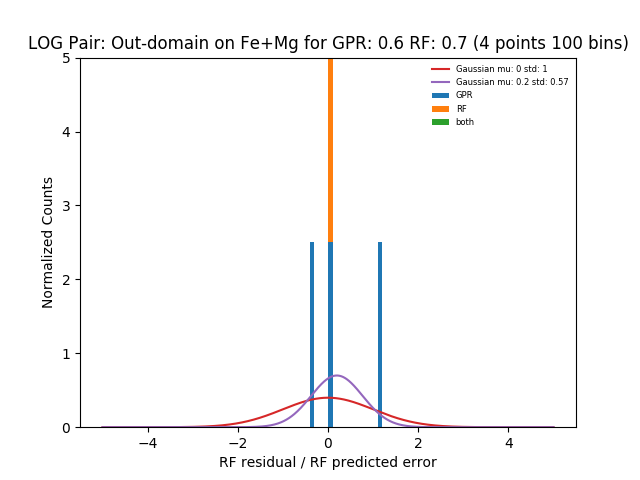 LOG Pair: Out-domain on Fe+Mg for GPR: 0.6 RF: 0.7 (4 points 100 bins)
Gaussian mu: 0 std: 1
Gaussian mu: 0.2 std: 0.57
GPR
RF
both
Normalized Counts
5
4
3
2
1
0
−4
−2
0
2
4
RF residual / RF predicted error